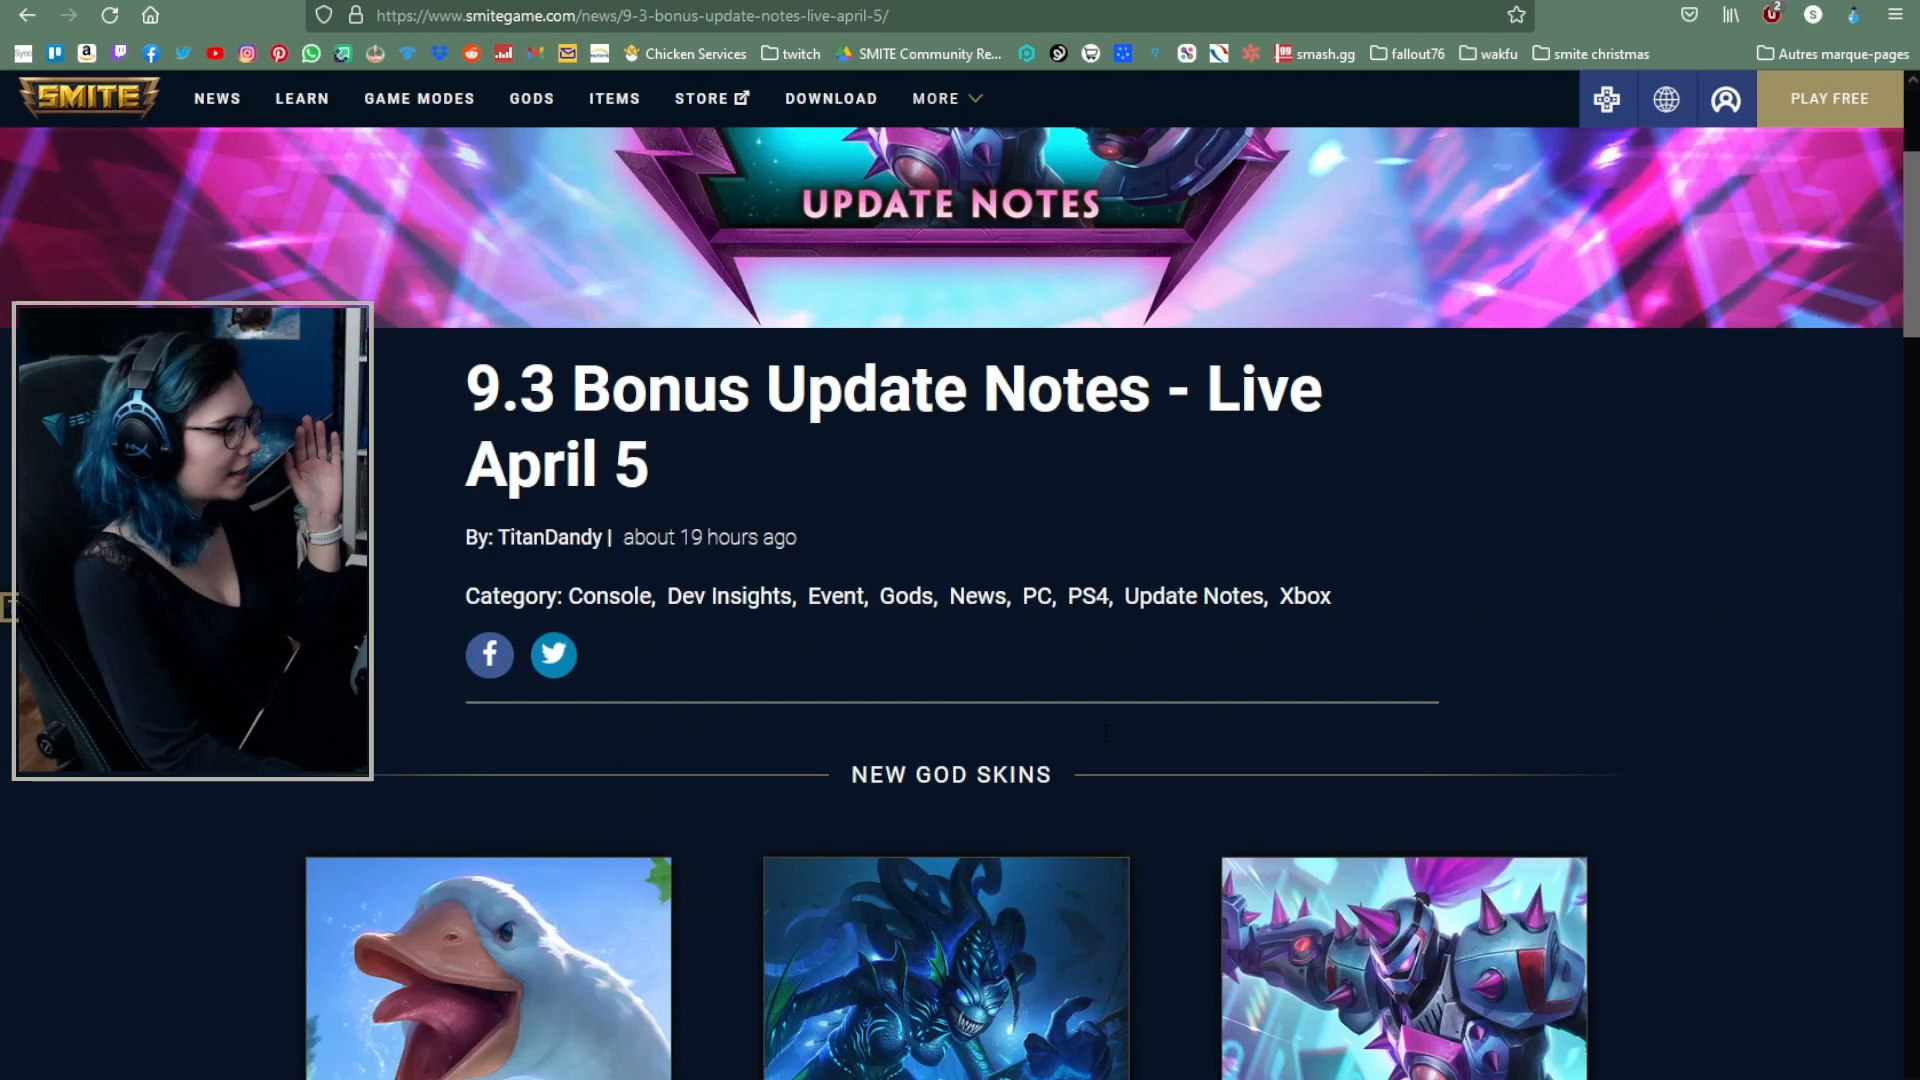 https://www.smitegame.com/news/9-3-bonus-update-notes-live-april-5/
2
S
Sync
Chicken Services
twitch
SMITE Community Re...
gg
smash.gg
fallout76
wakfu
smite christmas
Autres marque-pages
SMITE
NEWS
LEARN
GAME MODES
GODS
ITEMS
STORE
DOWNLOAD
MORE
PLAY FREE
UPDATE NOTES
9.3 Bonus Update Notes - Live
April 5
By: TitanDandy | about 19 hours ago
Category: Console, Dev Insights, Event, Gods, News, PC, PS4, Update Notes, Xbox
NEW GOD SKINS